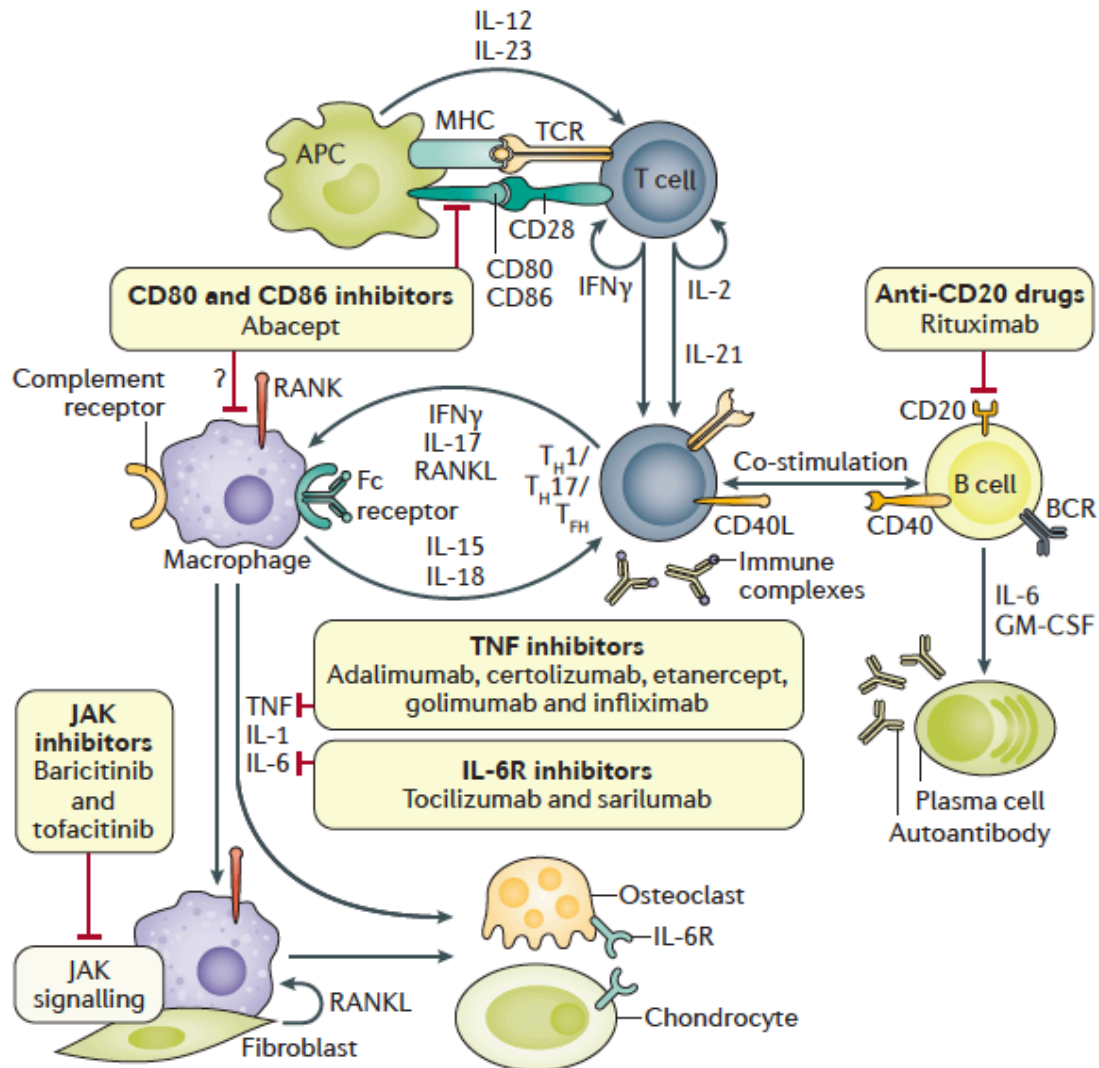 IL-12
IL-23
MHC
TCR
APC
T cell
CD28
CD80
CD86
IFNγ
IL-2
CD80 and CD86 inhibitors
Abacept
Anti-CD20 drugs
Rituximab
IL-21
?
Complement
receptor
RANK
CD20
IFNγ
IL-17
RANKL
TH1/
TH17/
TFH
Co-stimulation
B cell
Fc
receptor
CD40L
CD40
BCR
Macrophage
IL-15
IL-18
Immune
complexes
IL-6
GM-CSF
TNF inhibitors
Adalimumab, certolizumab, etanercept,
golimumab and infliximab
TNF
IL-1
IL-6
JAK
inhibitors
Baricitinib
and
tofacitinib
IL-6R inhibitors
Tocilizumab and sarilumab
Plasma cell
Autoantibody
Osteoclast
IL-6R
JAK
signalling
RANKL
Chondrocyte
Fibroblast